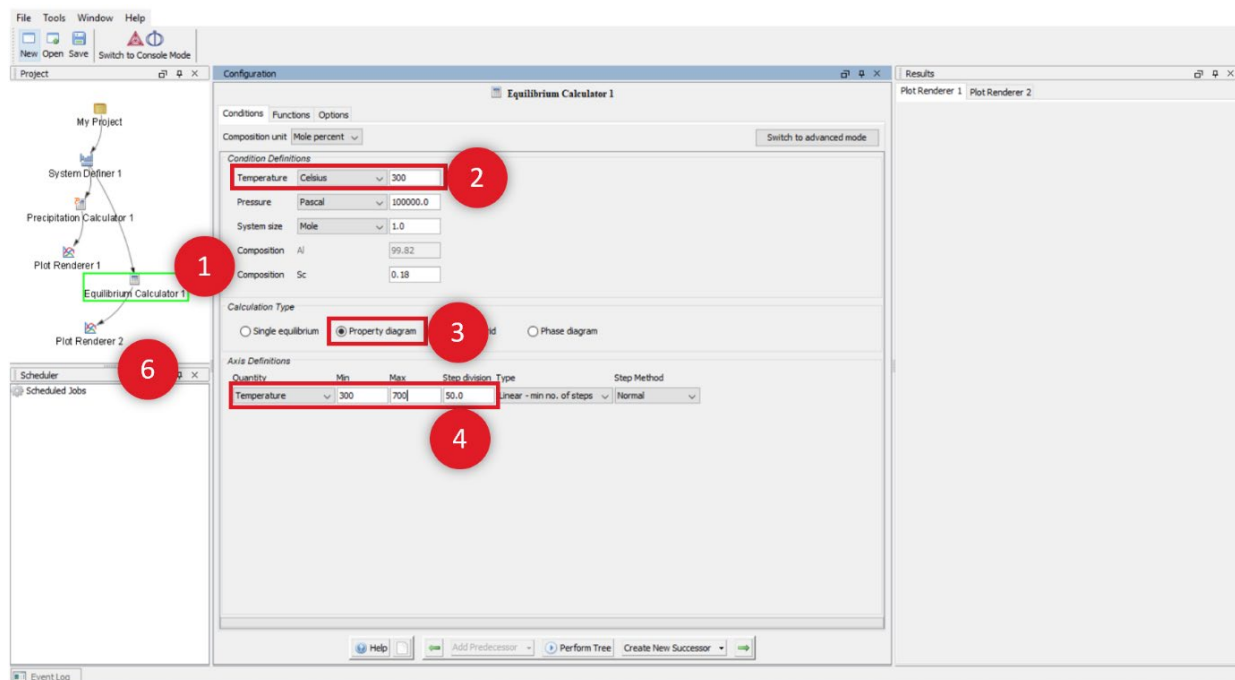 File Tools Window Help
New Open Save Switch to Console Mode
Project
My Project
System Definer 1
Precipitation Calculator 1
Plot Renderer 1
1
Equilibrium Calculator 1
Plot Renderer 2
6
Scheduler
Scheduled Jobs
Configuration
Equilibrium Calculator 1
Conditions Functions Options
Composition unit Mole percent Switch to advanced mode
Condition Definitions
Temperature Celsius 300 2
Pressure Pascal 100000.0
System size Mole 1.0
Composition Al 99.82
Composition Sc 0.18
Calculation Type
Single equilibrium Property diagram 3 Phase diagram
Axis Definitions
Quantity Min Max Step division Type Step Method
Temperature 300 700 50.0 Linear - min no. of steps Normal
4
Help Add Predecessor Perform Tree Create New Successor
Results
Plot Renderer 1 Plot Renderer 2
Event Log